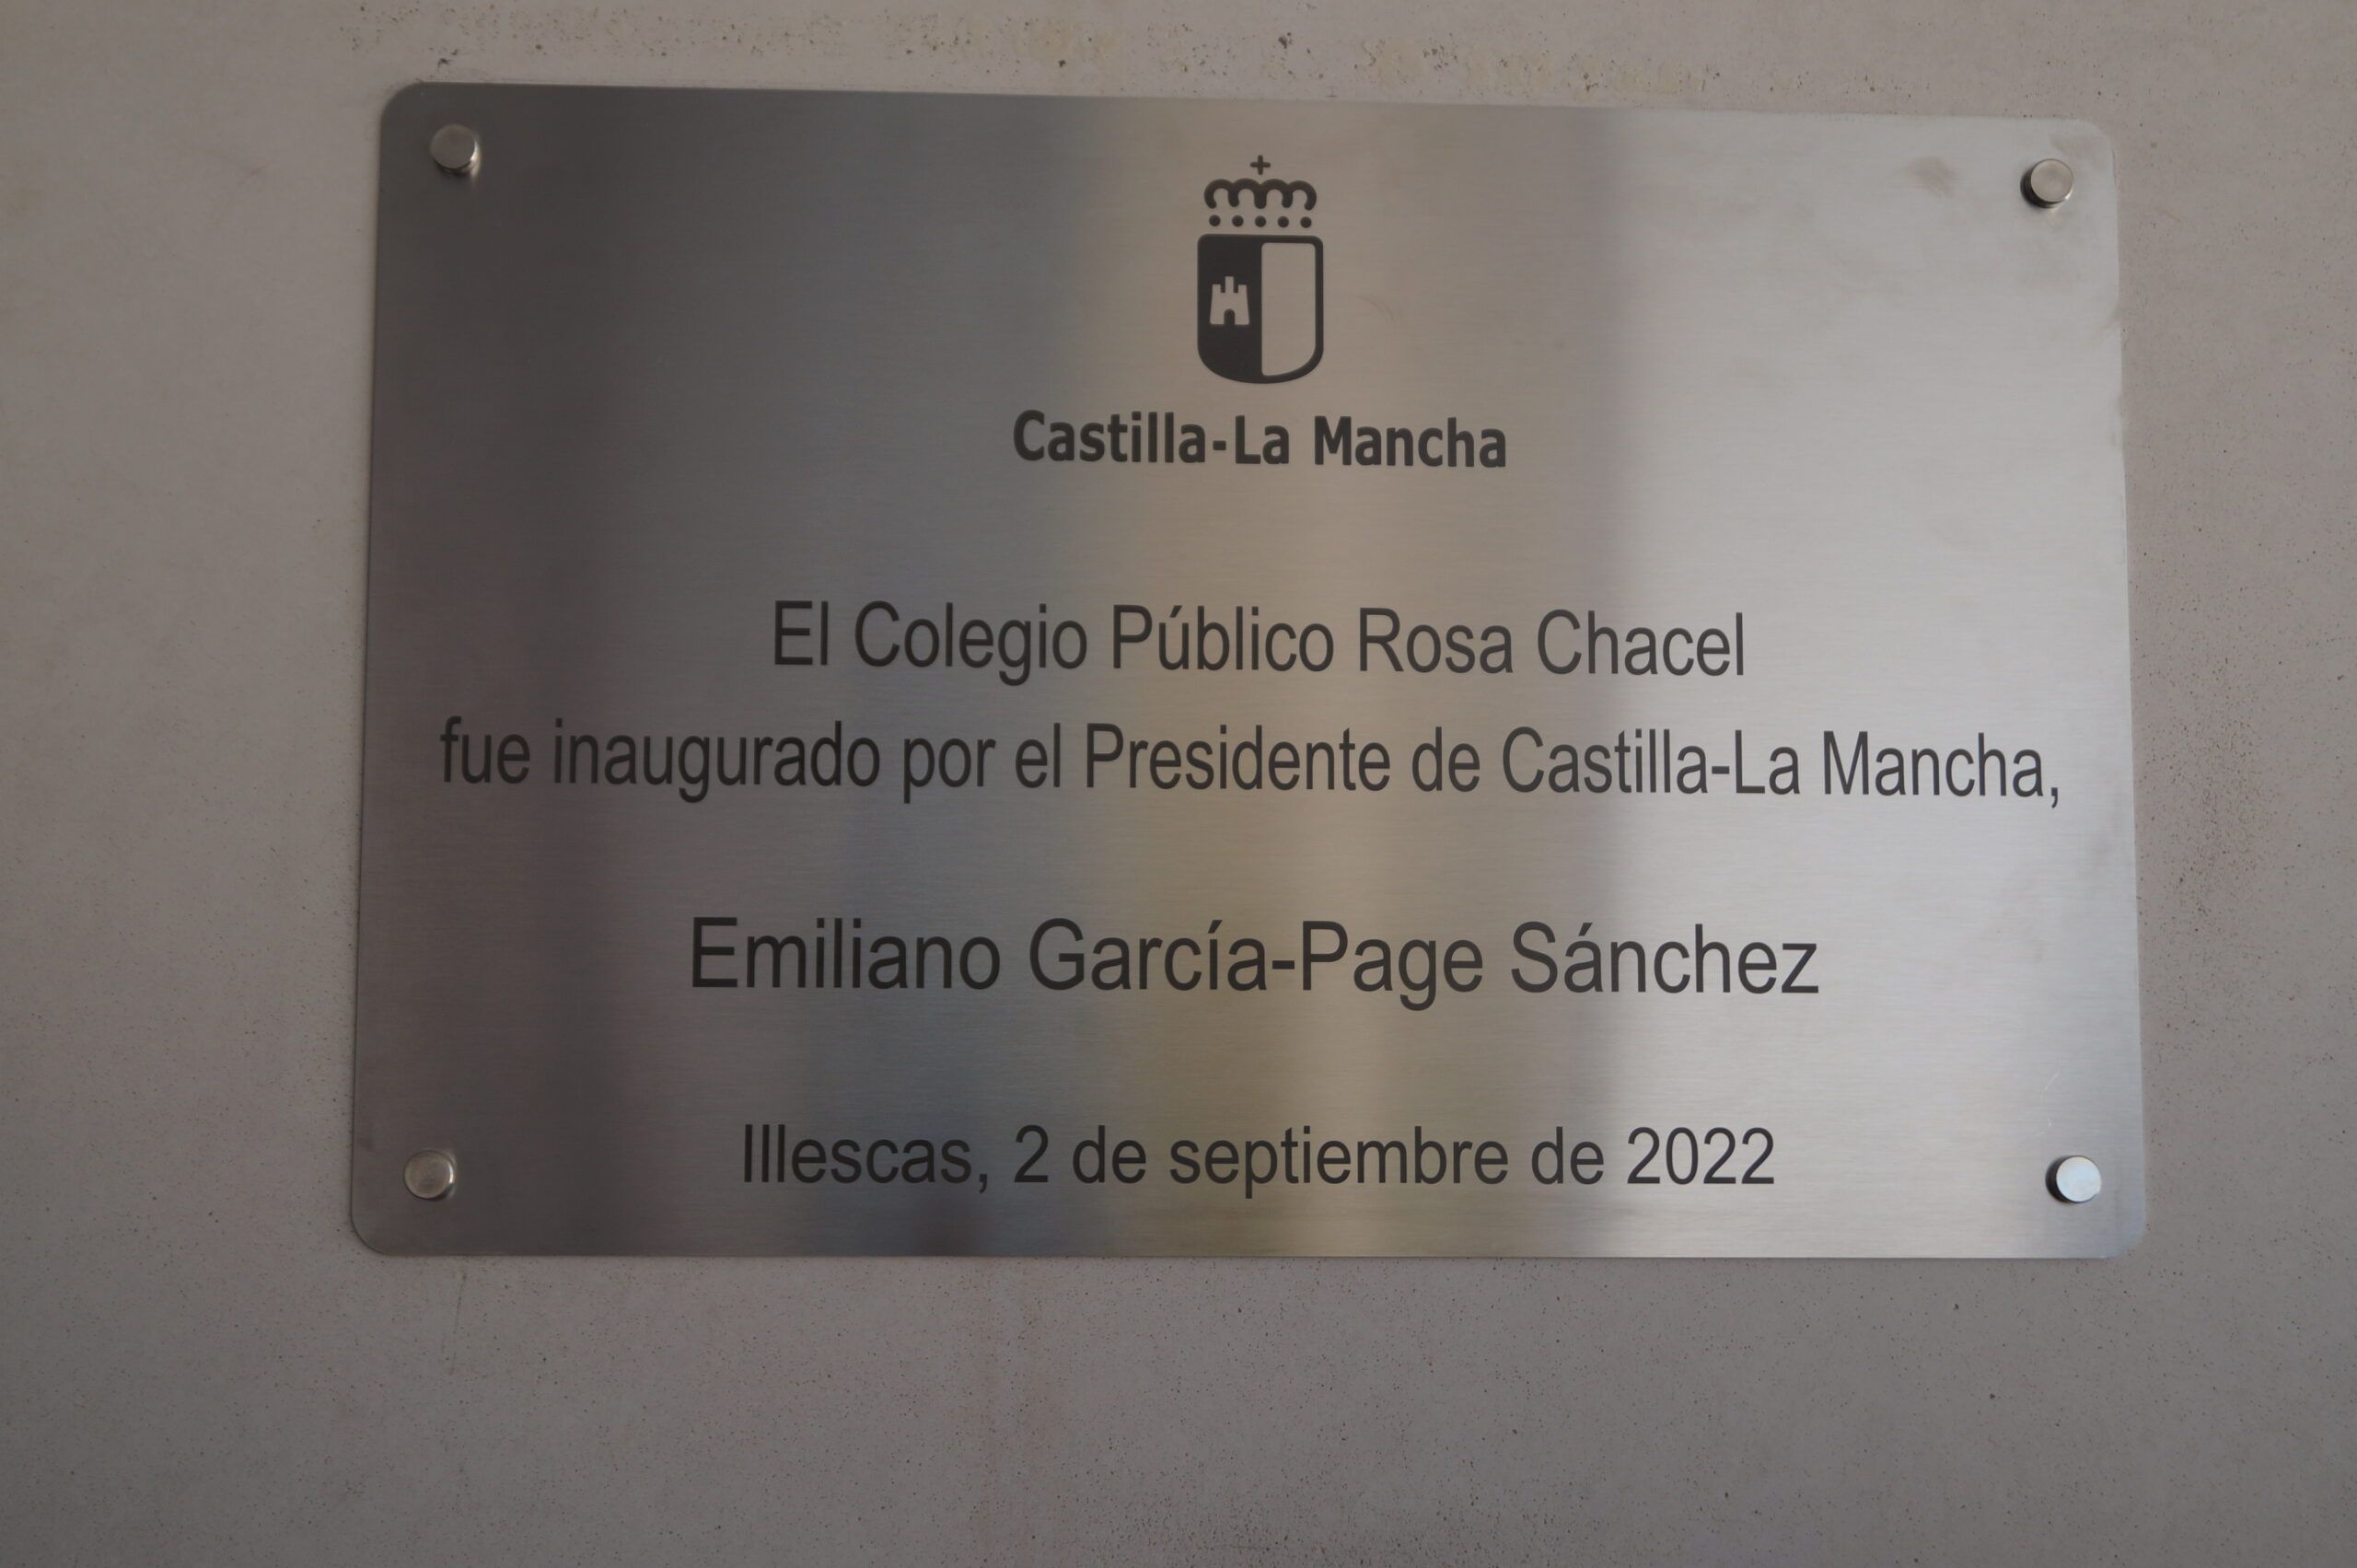 Castilla-La Mancha
El Colegio Público Rosa Chacel
fue inaugurado por el Presidente de Castilla-La Mancha,
Emiliano García-Page Sánchez
Illescas, 2 de septiembre de 2022